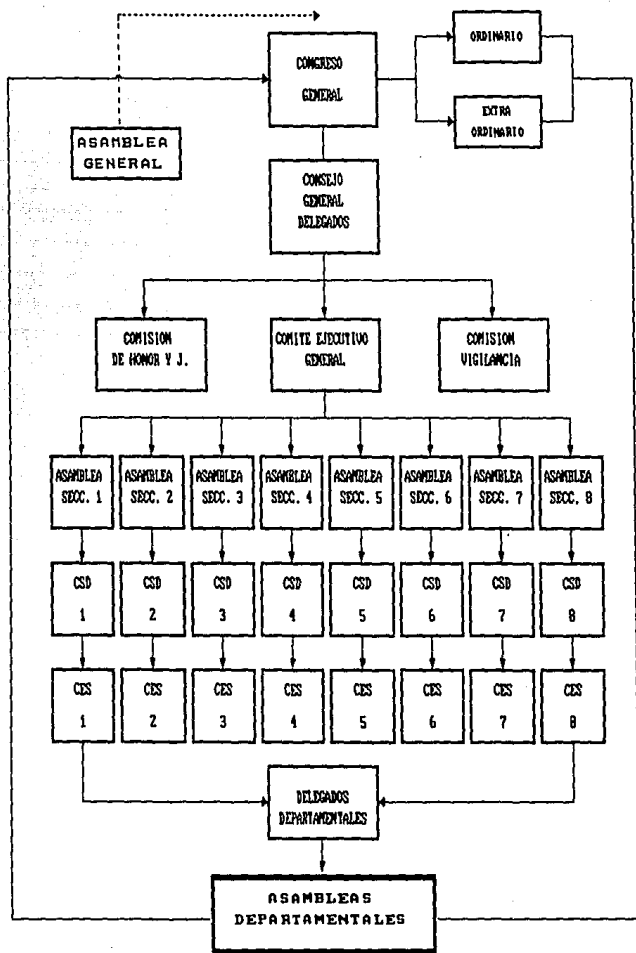 CONGRESO
GENERAL
ORDINARIO
EXTRA
ORDINARIO
ASAMBLEA
GENERAL
CONSEJO
GENERAL
DELEGADOS
COMISION
DE HONOR Y J.
COMITE EJECUTIVO
GENERAL
COMISION
VIGILANCIA
ASAMBLEA
SECC. 1
ASAMBLEA
SECC. 2
ASAMBLEA
SECC. 3
ASAMBLEA
SECC. 4
ASAMBLEA
SECC. 5
ASAMBLEA
SECC. 6
ASAMBLEA
SECC. 7
ASAMBLEA
SECC. 8
CSD
1
CSD
2
CSD
3
CSD
4
CSD
5
CSD
6
CSD
7
CSD
8
CES
1
CES
2
CES
3
CES
4
CES
5
CES
6
CES
7
CES
8
DELEGADOS
DEPARTAMENTALES
ASAMBLEAS
DEPARTAMENTALES